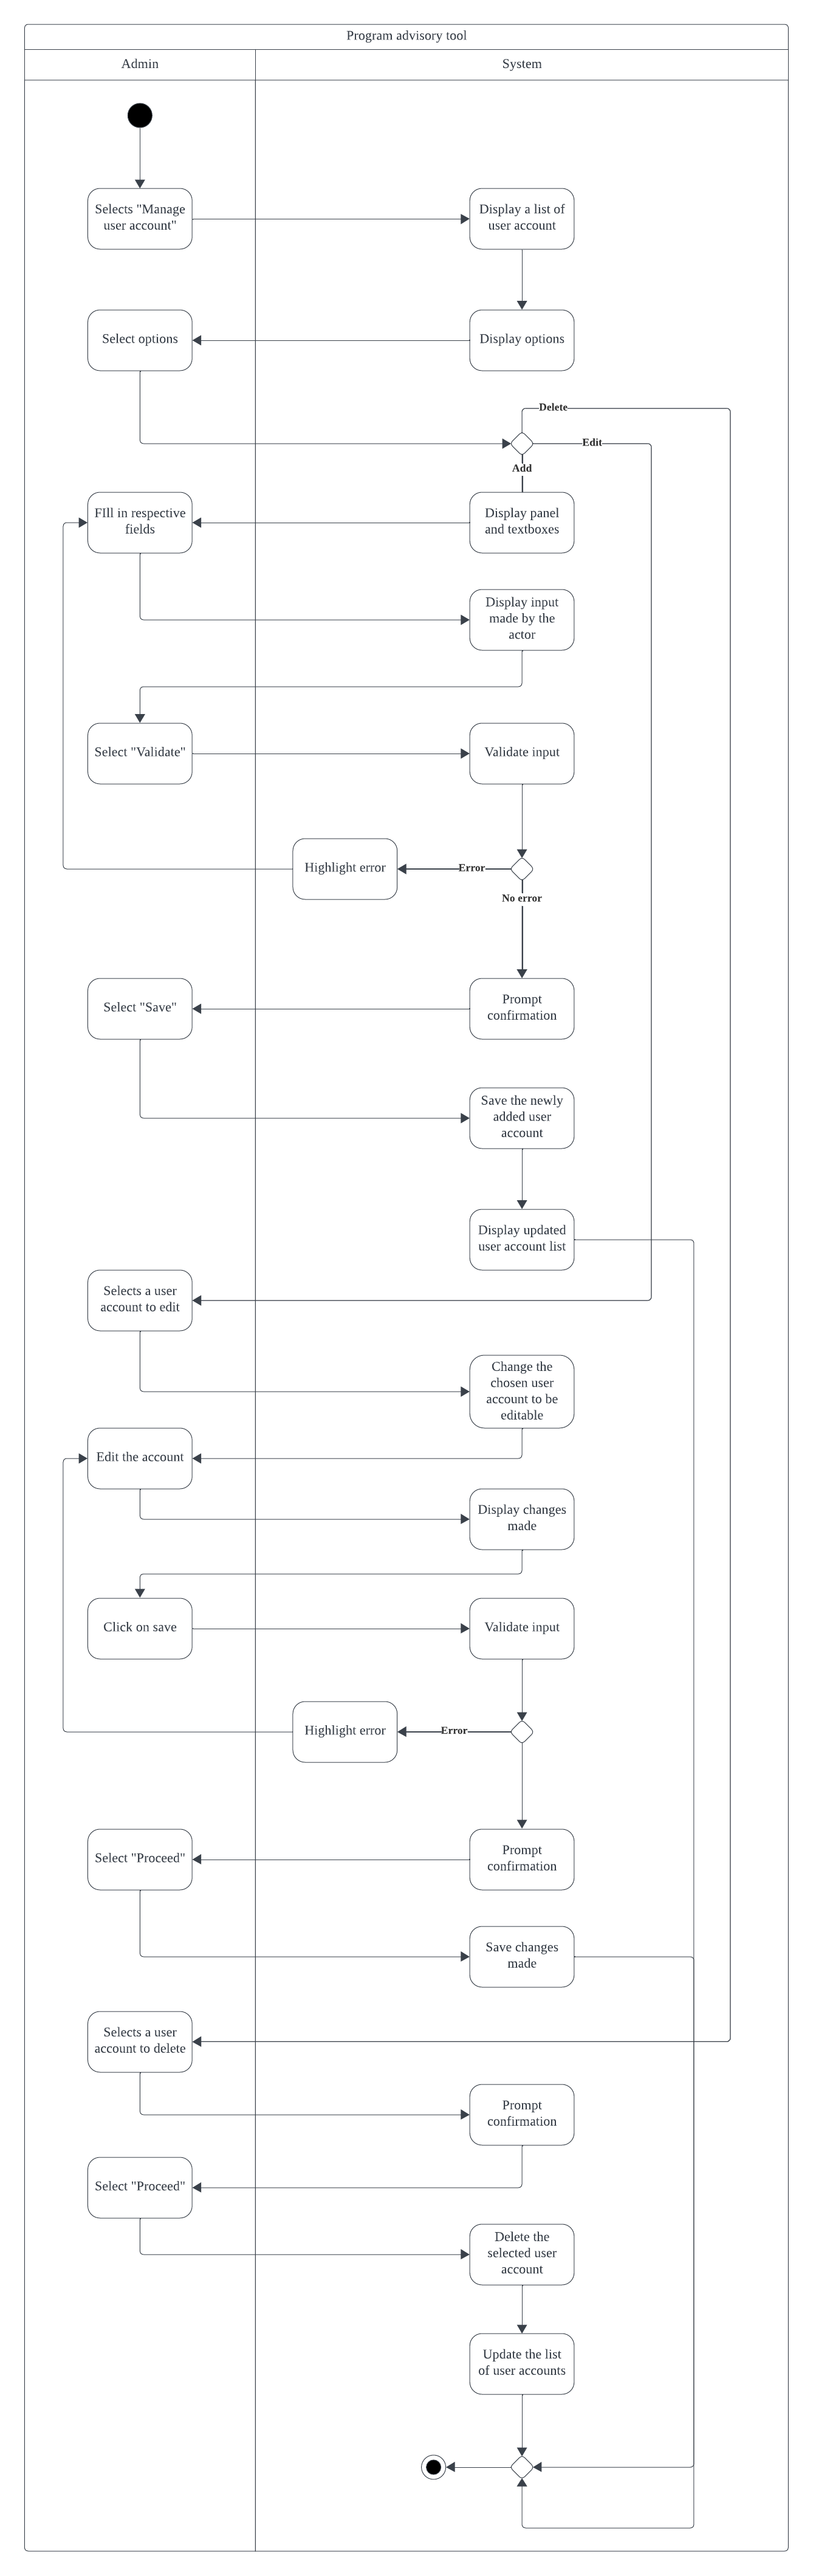 Program advisory tool
Admin
System
Selects "Manage
user account"
Display a list of
user account
Select options
Display options
Delete
Edit
Add
FIll in respective
fields
Display panel
and textboxes
Display input
made by the
actor
Select "Validate"
Validate input
Highlight error
Error
No error
Select "Save"
Prompt
confirmation
Save the newly
added user
account
Display updated
user account list
Selects a user
account to edit
Change the
chosen user
account to be
editable
Edit the account
Display changes
made
Click on save
Validate input
Highlight error
Error
Select "Proceed"
Prompt
confirmation
Save changes
made
Selects a user
account to delete
Prompt
confirmation
Select "Proceed"
Delete the
selected user
account
Update the list
of user accounts